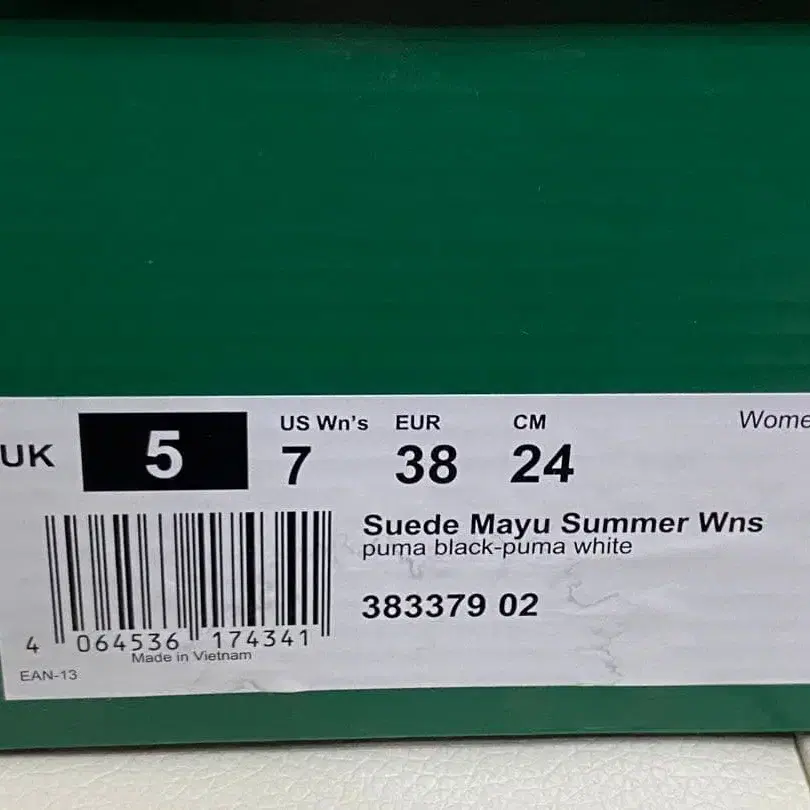 UK 5 US Wn's 7 EUR 38 CM 24
Wome
Suede Mayu Summer Wns
puma black-puma white
383379 02
4 064536 174341
Made in Vietnam
EAN-13